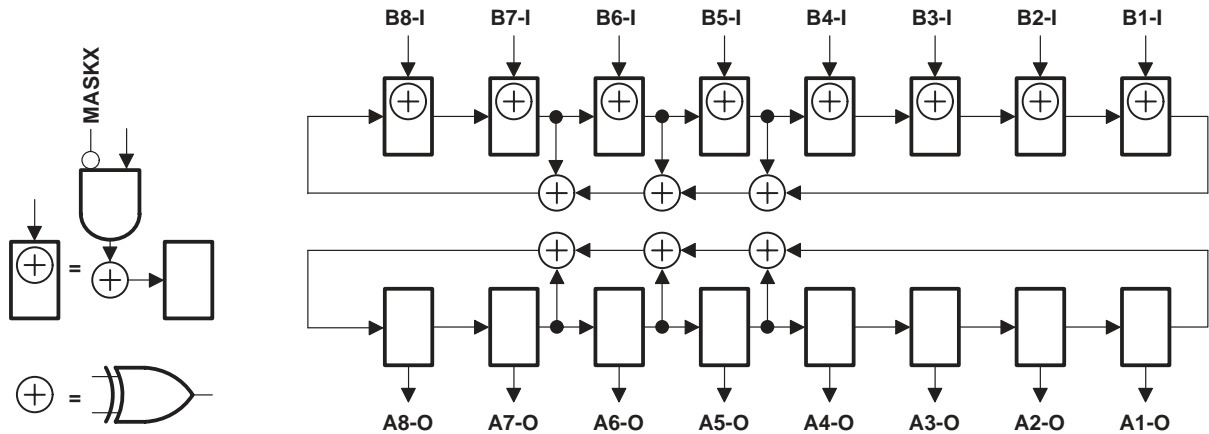 B8-I B7-I B6-I B5-I B4-I B3-I B2-I B1-I
MASKX
=
=
A8-O A7-O A6-O A5-O A4-O A3-O A2-O A1-O